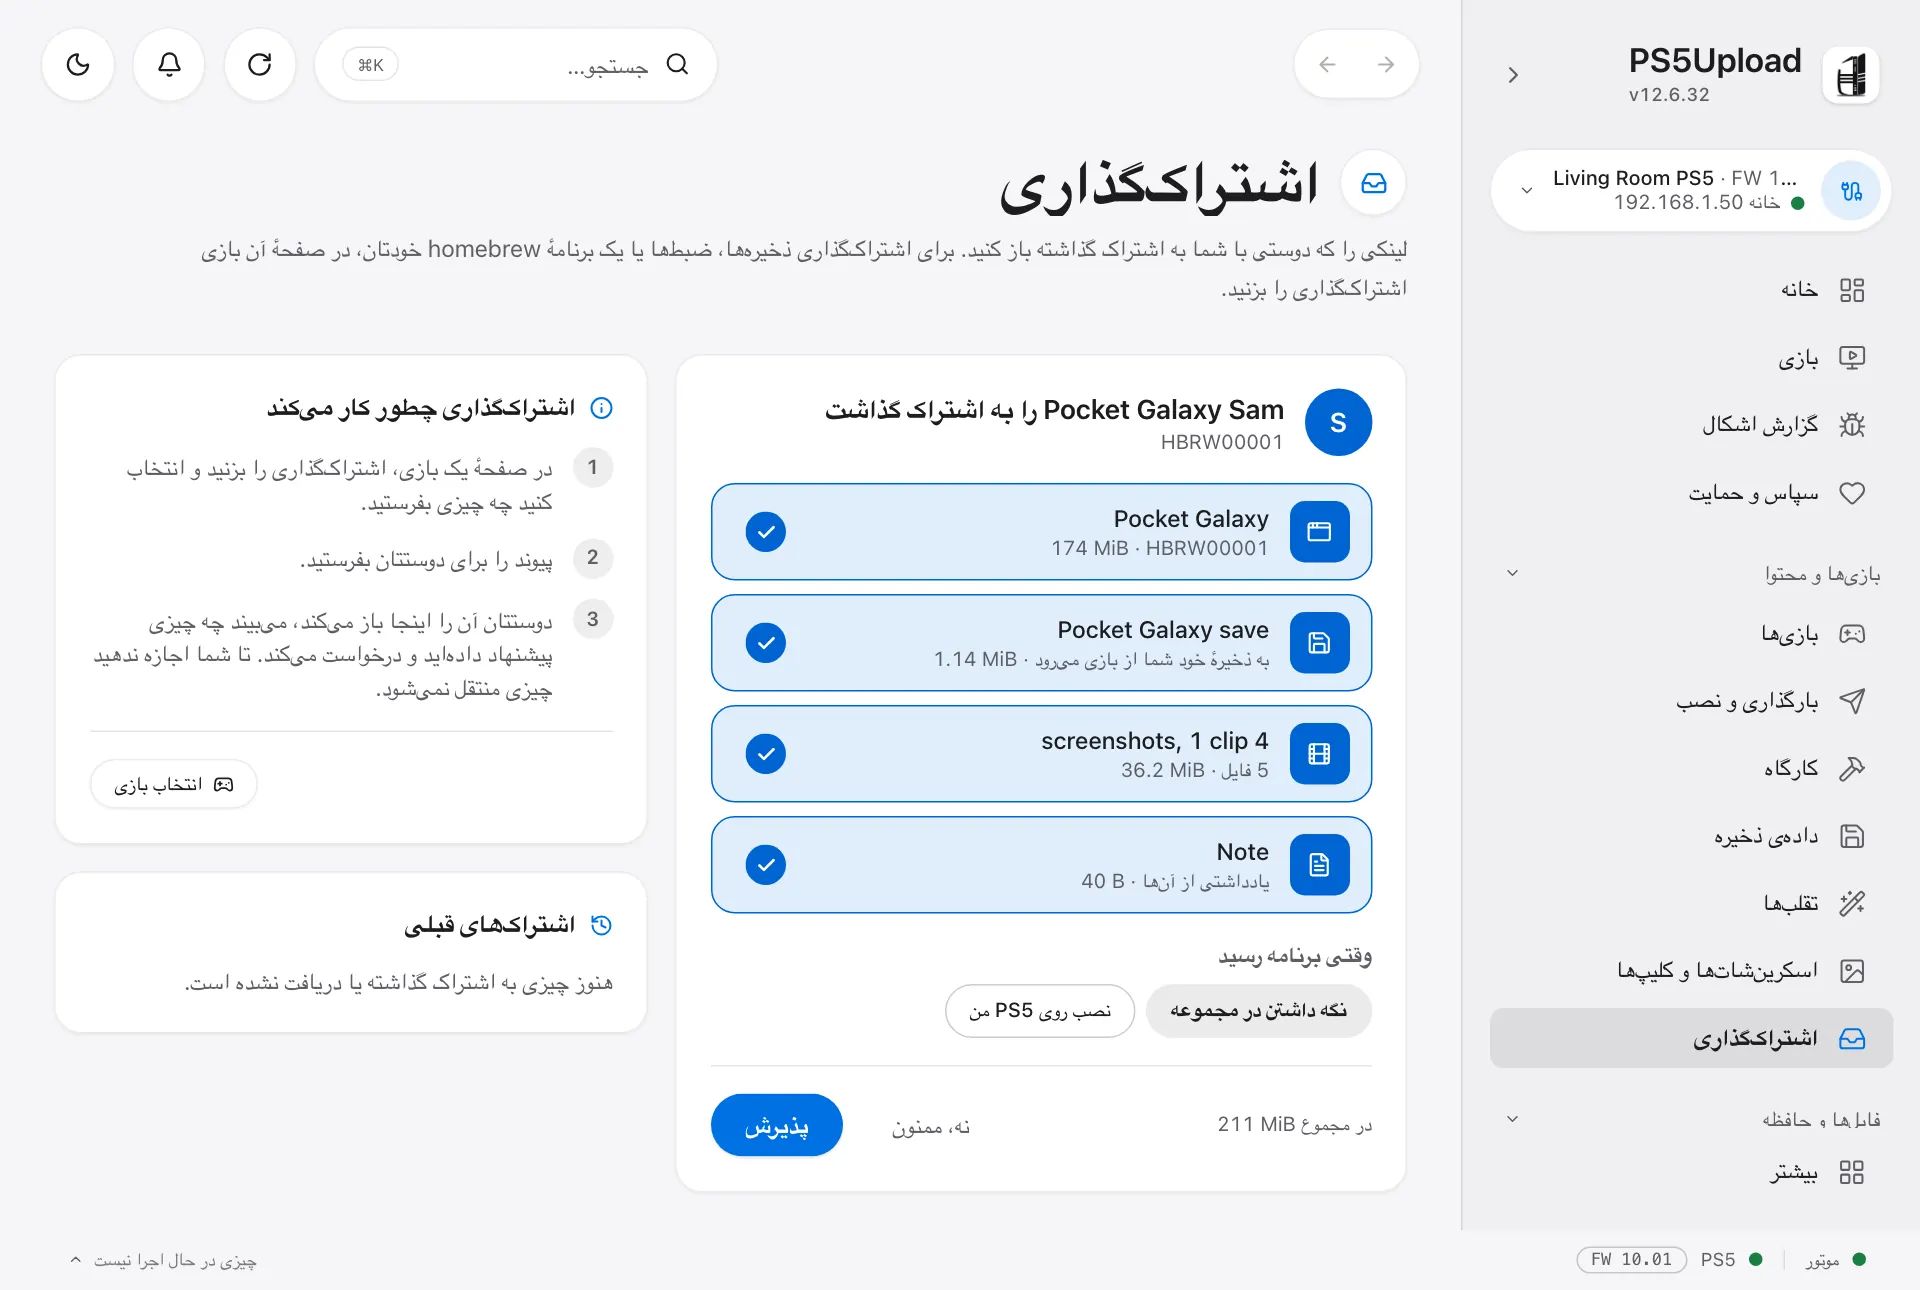 PS5Upload
v12.6.32
Living Room PS5 · FW 1...
خانه 192.168.1.50
خانه
بازی
گزارش اشکال
سپاس و حمایت
بازی‌ها و محتوا
بازی‌ها
بارگذاری و نصب
کارگاه
داده‌ی ذخیره
تقلب‌ها
اسکرین‌شات‌ها و کلیپ‌ها
اشتراک‌گذاری
فایل‌ها و حافظه
بیشتر
جستجو...
⌘K
اشتراک‌گذاری
لینکی را که دوستی با شما به اشتراک گذاشته باز کنید. برای اشتراک‌گذاری ذخیره‌ها، ضبط‌ها یا یک برنامهٔ homebrew خودتان، در صفحهٔ آن بازی
اشتراک‌گذاری را بزنید.
S
Pocket Galaxy Sam را به اشتراک گذاشت
HBRW00001
Pocket Galaxy
174 MiB · HBRW00001
Pocket Galaxy save
به ذخیرهٔ خود شما از بازی می‌رود · 1.14 MiB
screenshots, 1 clip 4
5 فایل · 36.2 MiB
Note
یادداشتی از آن‌ها · 40 B
وقتی برنامه رسید
نگه داشتن در مجموعه
نصب روی PS5 من
در مجموع 211 MiB
نه، ممنون
پذیرش
اشتراک‌گذاری چطور کار می‌کند
1
در صفحهٔ یک بازی، اشتراک‌گذاری را بزنید و انتخاب
کنید چه چیزی بفرستید.
2
پیوند را برای دوستتان بفرستید.
3
دوستتان آن را اینجا باز می‌کند، می‌بیند چه چیزی
پیشنهاد داده‌اید و درخواست می‌کند. تا شما اجازه ندهید
چیزی منتقل نمی‌شود.
انتخاب بازی
اشتراک‌های قبلی
هنوز چیزی به اشتراک گذاشته یا دریافت نشده است.
موتور
PS5
FW 10.01
چیزی در حال اجرا نیست